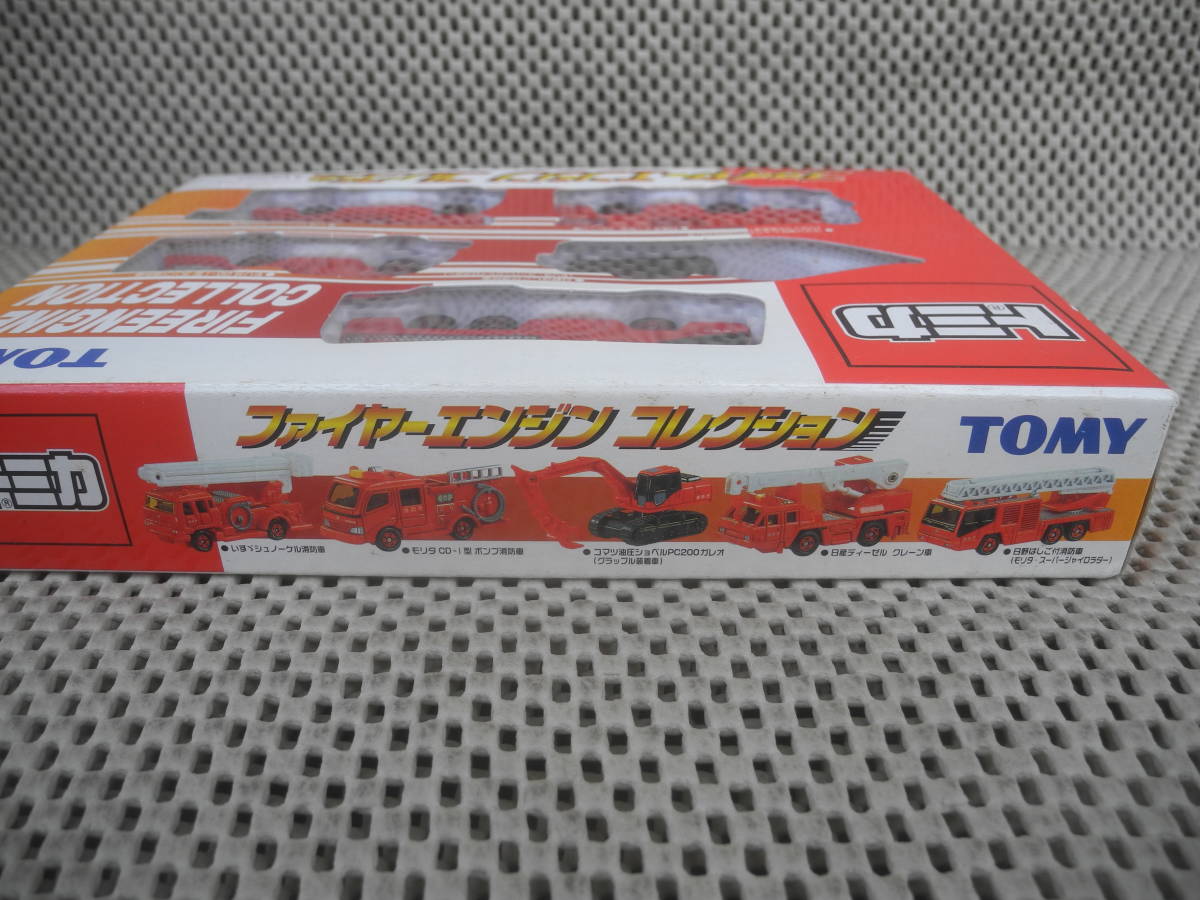 FIREENGINE
COLLECTION
トミカ®
ファイヤーエンジン コレクション
TOMY
ミカ
®
●いすゞシュノーケル消防車
●モリタCD-Ⅰ型 ポンプ消防車
●コマツ油圧ショベルPC200ガレオ
(グラップル装着車)
●日産ディーゼル クレーン車
●日野はしご付消防車
(モリタ・スーパージャイロラダー)